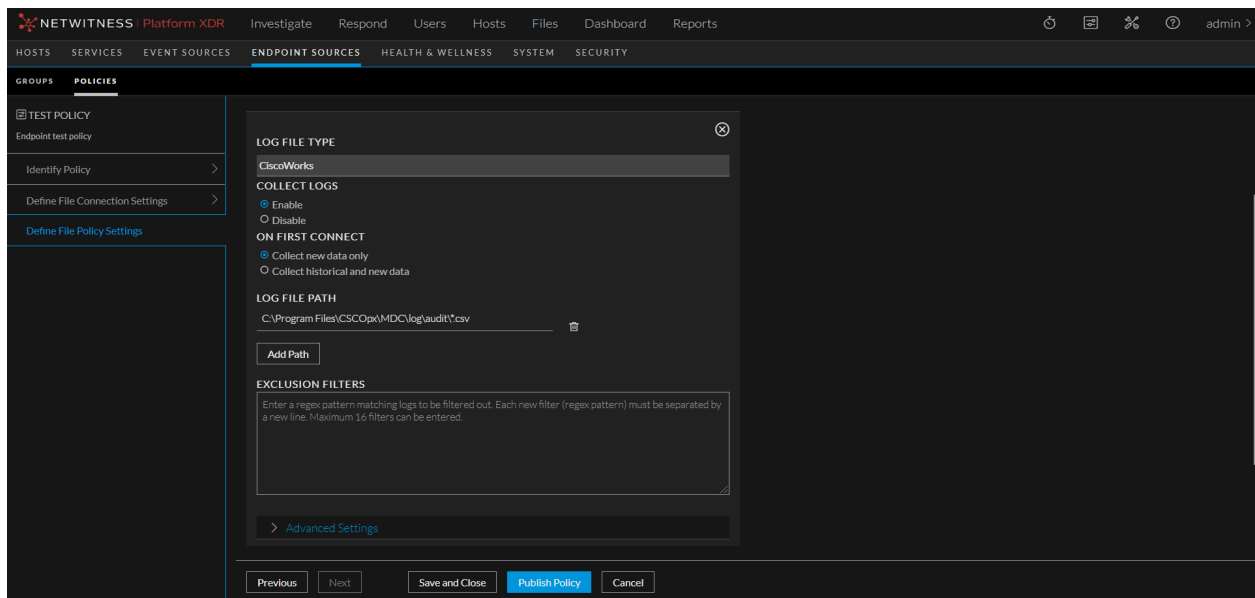 NETWITNESS Platform XDR Investigate Respond Users Hosts Files Dashboard Reports admin >
HOSTS SERVICES EVENT SOURCES ENDPOINT SOURCES HEALTH & WELLNESS SYSTEM SECURITY
GROUPS POLICIES
TEST POLICY
Endpoint test policy
Identify Policy
Define File Connection Settings
Define File Policy Settings
LOG FILE TYPE
CiscoWorks
COLLECT LOGS
Enable
Disable
ON FIRST CONNECT
Collect new data only
Collect historical and new data
LOG FILE PATH
C:\Program Files\CSCOpx\MDC\log\audit\*.csv
Add Path
EXCLUSION FILTERS
Enter a regex pattern matching logs to be filtered out. Each new filter (regex pattern) must be separated by
a new line. Maximum 16 filters can be entered.
Advanced Settings
Previous Next Save and Close Publish Policy Cancel